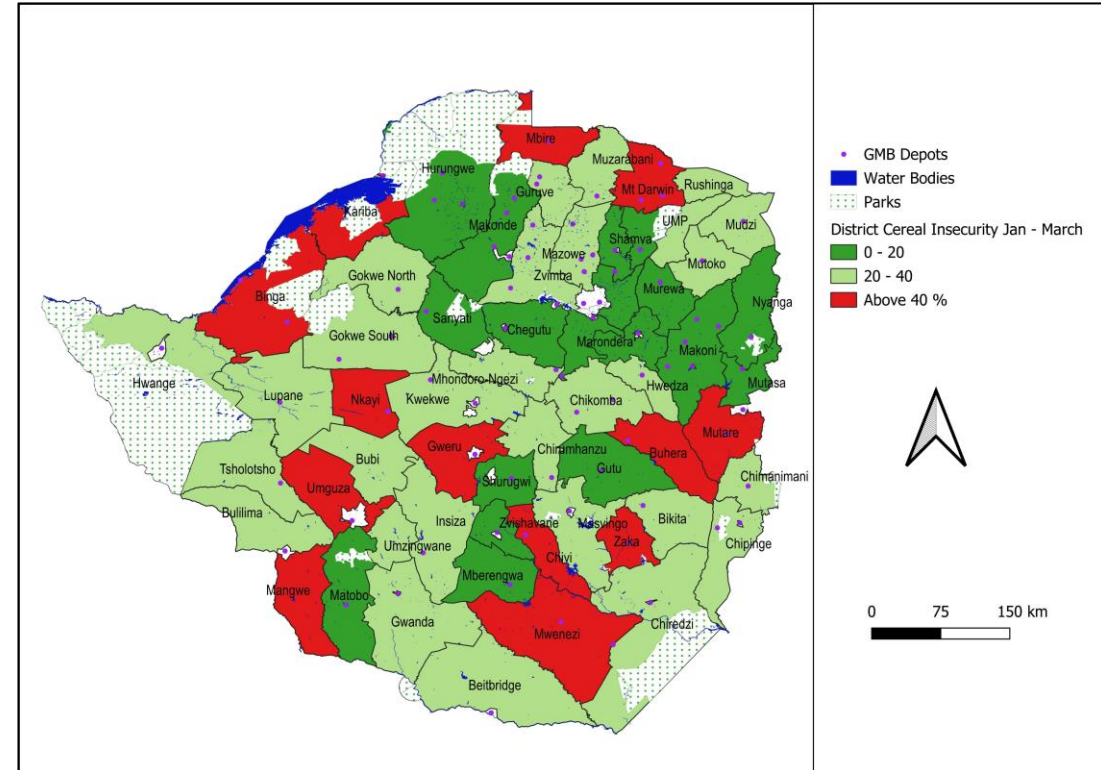 Mbire
Muzarabani
Hurungwe
Mt Darwin
Rushinga
Guruve
Kariba
UMP
Mudzi
Makonde
Shamva
Mazowe
Mutoko
Zvimba
Gokwe North
Murewa
Nyanga
Binga
Sanyati
Chegutu
Gokwe South
Marondera
Makoni
Mutasa
Hwange
Mhondoro-Ngezi
Hwedza
Lupane
Nkayi
Kwekwe
Chikomba
Mutare
Gweru
Chirumhanzu
Buhera
Bubi
Gutu
Tsholotsho
Shurugwi
Chimanimani
Umguza
Bulilima
Insiza
Zvishavane
Masvingo
Bikita
Zaka
Chipinge
Umzingwane
Chivi
Mberengwa
Mangwe
Matobo
Gwanda
Chiredzi
Mwenezi
Beitbridge
GMB Depots
Water Bodies
Parks
District Cereal Insecurity Jan - March
0 - 20
20 - 40
Above 40 %
0 75 150 km